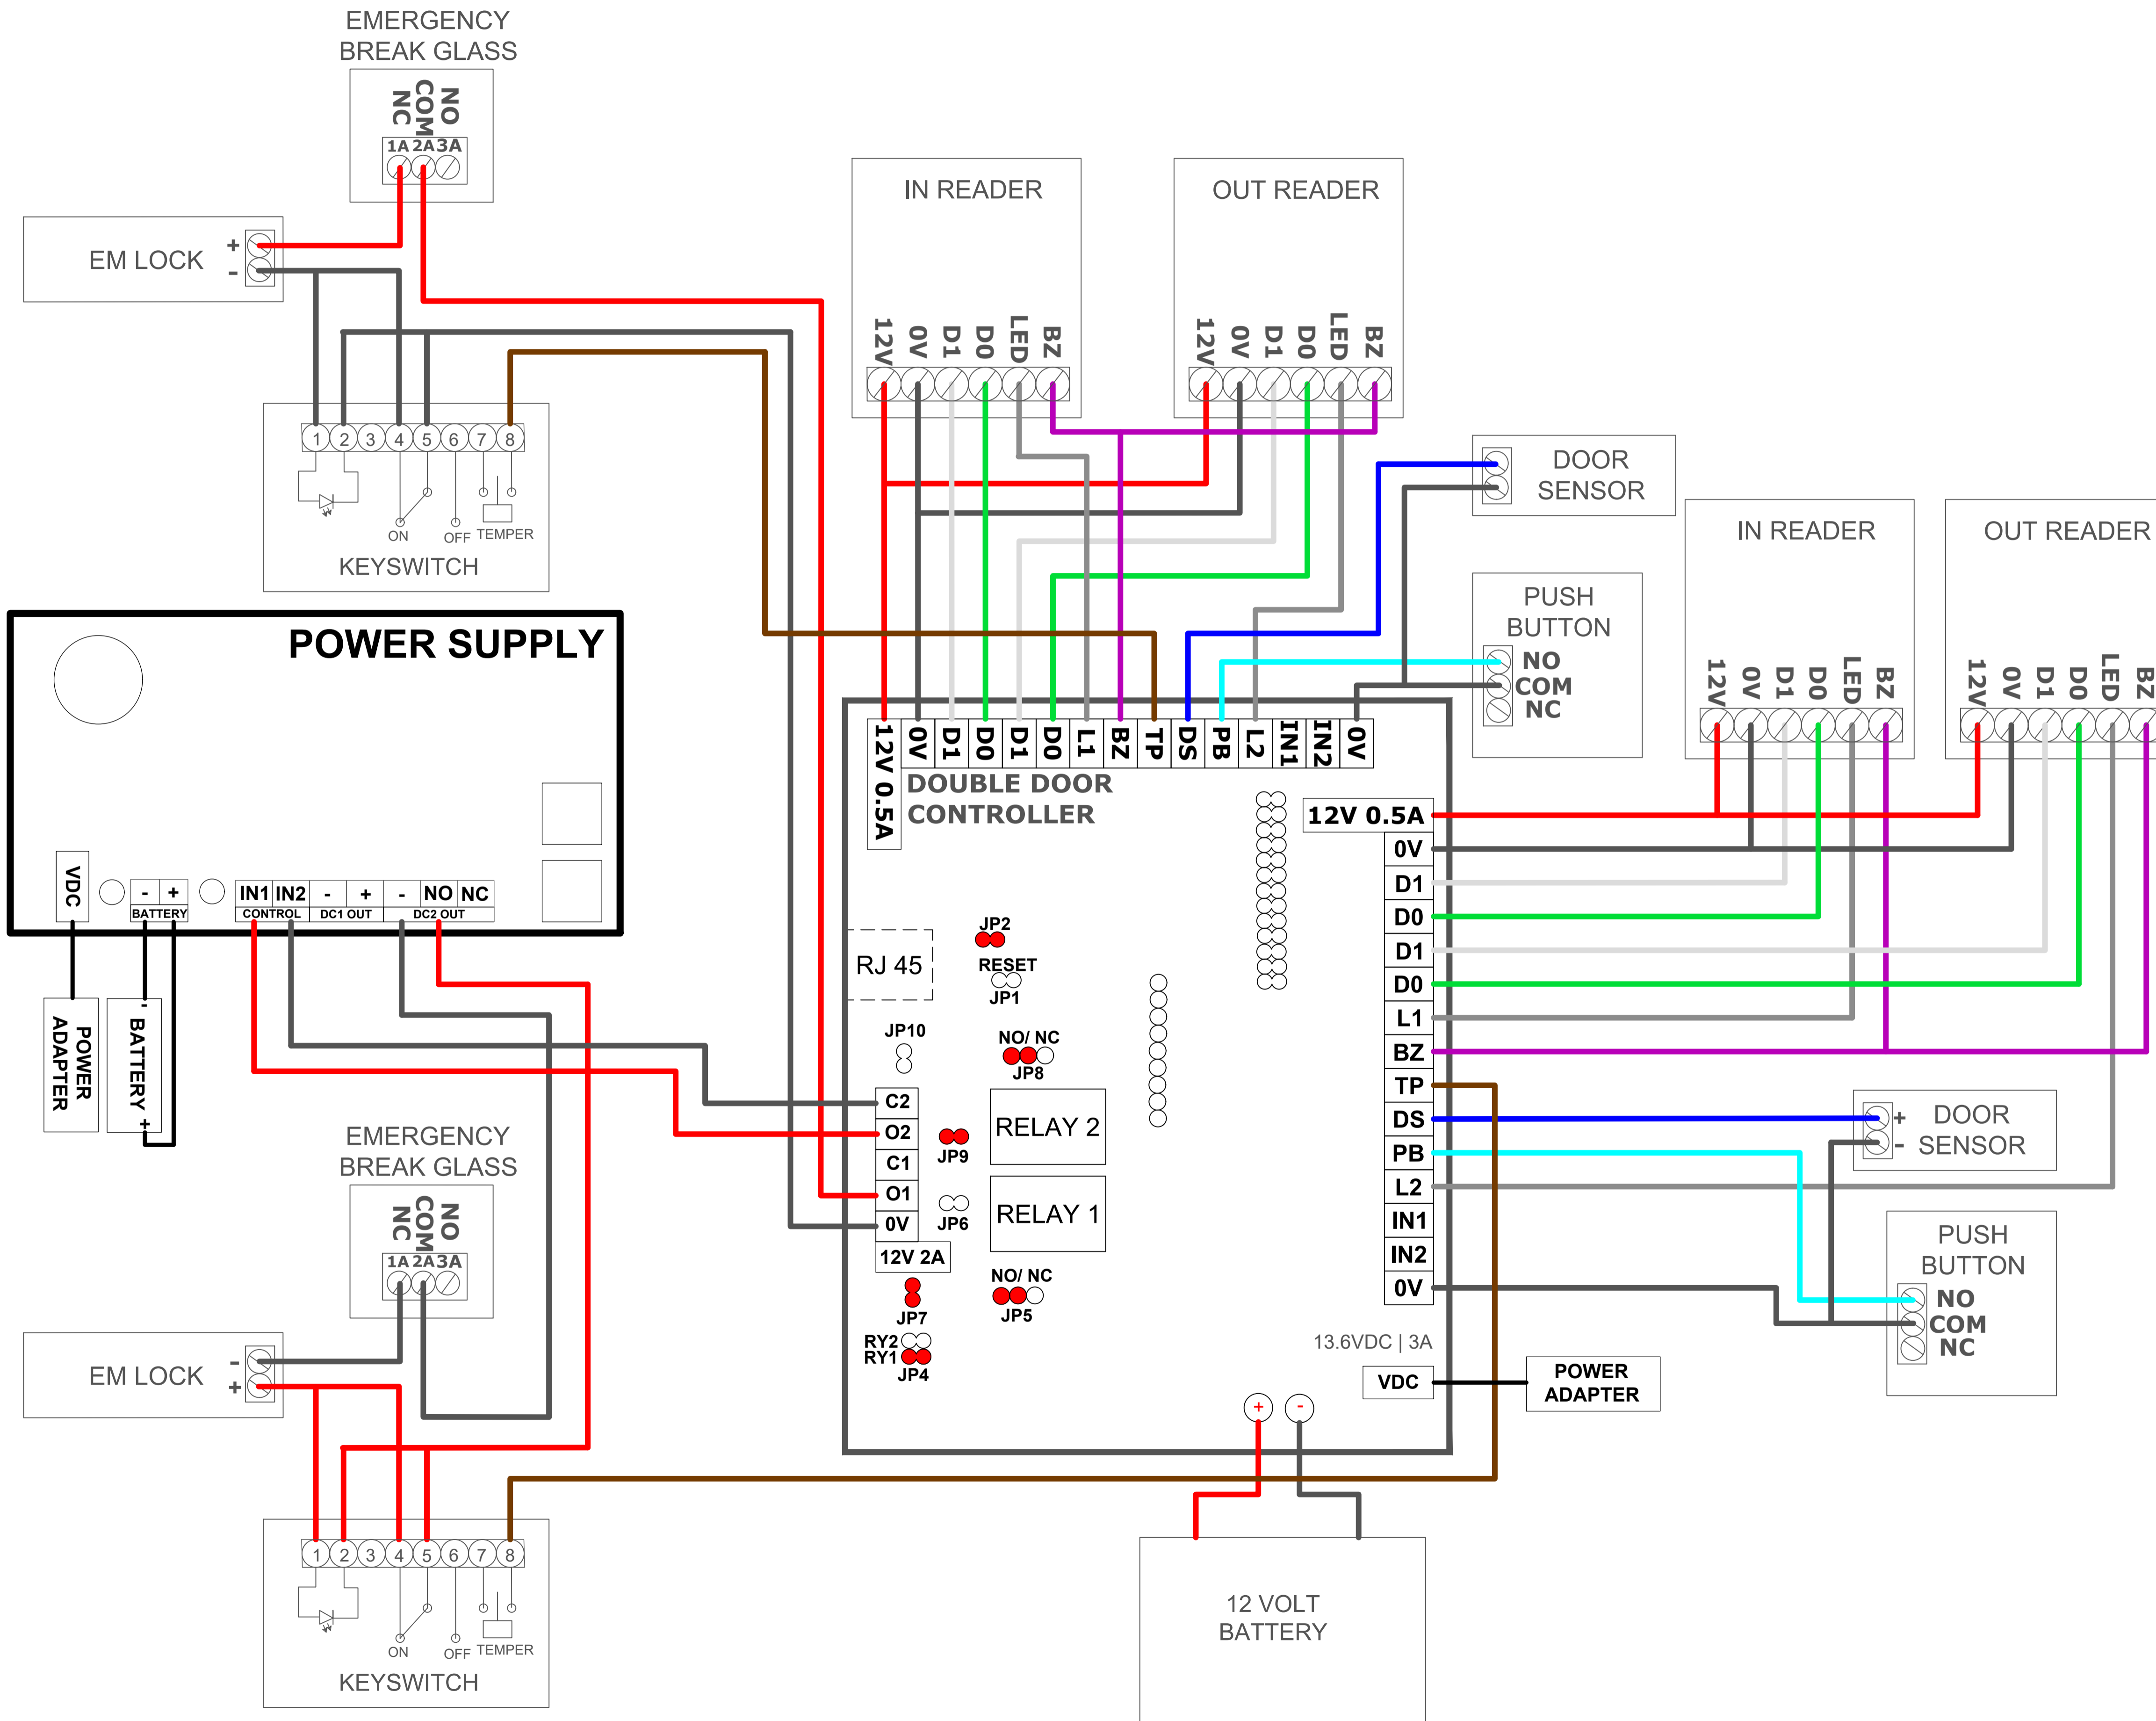 EMERGENCY
BREAK GLASS
NC
COM
NO
1A 2A 3A
EM LOCK
+
-
1 2 3 4 5 6 7 8
ON
OFF
TEMPER
KEYSWITCH
IN READER
12V
0V
D1
D0
LED
BZ
OUT READER
12V
0V
D1
D0
LED
BZ
DOOR
SENSOR
PUSH
BUTTON
NO
COM
NC
IN READER
12V
0V
D1
D0
LED
BZ
OUT READER
12V
0V
D1
D0
LED
BZ
POWER SUPPLY
VDC
- +
BATTERY
IN1 IN2 - + - NO NC
CONTROL DC1 OUT DC2 OUT
POWER
ADAPTER
-
BATTERY
+
12V 0.5A
0V
D1
D0
D1
D0
L1
BZ
TP
DS
PB
L2
IN1
IN2
0V
DOUBLE DOOR
CONTROLLER
12V 0.5A
0V
D1
D0
D1
D0
L1
BZ
TP
DS
PB
L2
IN1
IN2
0V
JP2
RJ 45
RESET
JP1
JP10
NO/ NC
JP8
C2
O2
C1
O1
0V
12V 2A
JP9
JP6
RELAY 2
RELAY 1
NO/ NC
JP5
JP7
RY2
RY1
JP4
13.6VDC | 3A
VDC
POWER
ADAPTER
+
-
12 VOLT
BATTERY
+
-
DOOR
SENSOR
PUSH
BUTTON
NO
COM
NC
EMERGENCY
BREAK GLASS
NC
COM
NO
1A 2A 3A
EM LOCK
-
+
1 2 3 4 5 6 7 8
ON
OFF
TEMPER
KEYSWITCH